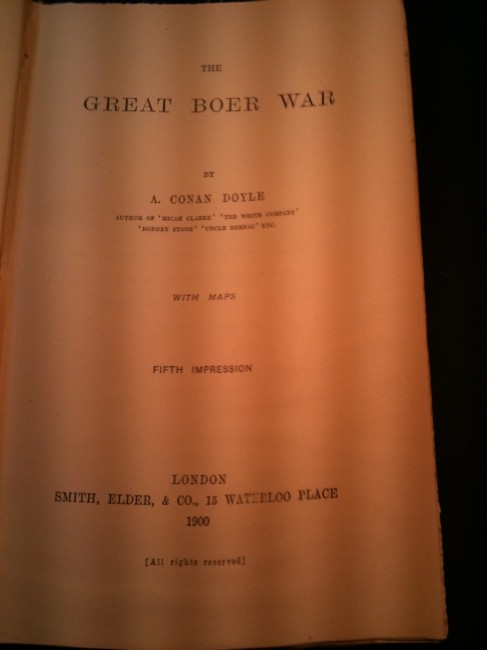 THE
GREAT BOER WAR
BY
A. CONAN DOYLE
AUTHOR OF 'MICAH CLARKE' 'THE WHITE COMPANY'
'RODNEY STONE' 'UNCLE BERNAC' ETC.
WITH MAPS
FIFTH IMPRESSION
LONDON
SMITH, ELDER, & CO., 15 WATERLOO PLACE
1900
[All rights reserved]